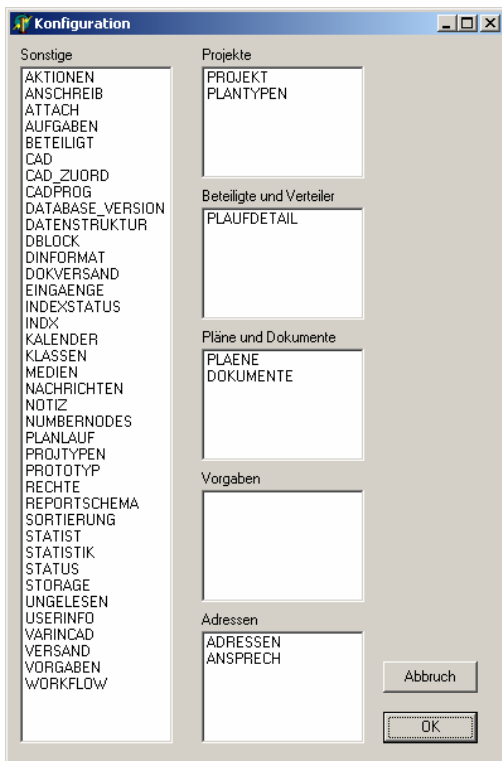 Konfiguration
Sonstige
AKTIONEN
ANSCHREIB
ATTACH
AUFGABEN
BETEILIGT
CAD
CAD_ZUORD
CADPROG
DATABASE_VERSION
DATENSTRUKTUR
DBLOCK
DINFORMAT
DOKVERSAND
EINGAENGE
INDEXSTATUS
INDX
KALENDER
KLASSEN
MEDIEN
NACHRICHTEN
NOTIZ
NUMBERNODES
PLANLAUF
PROJTYPEN
PROTOTYP
RECHTE
REPORTSCHEMA
SORTIERUNG
STATIST
STATISTIK
STATUS
STORAGE
UNGELESEN
USERINFO
VARINCAD
VERSAND
VORGABEN
WORKFLOW
Projekte
PROJEKT
PLANTYPEN
Beteiligte und Verteiler
PLAUFDETAIL
Pläne und Dokumente
PLAENE
DOKUMENTE
Vorgaben
Adressen
ADRESSEN
ANSPRECH
Abbruch
OK